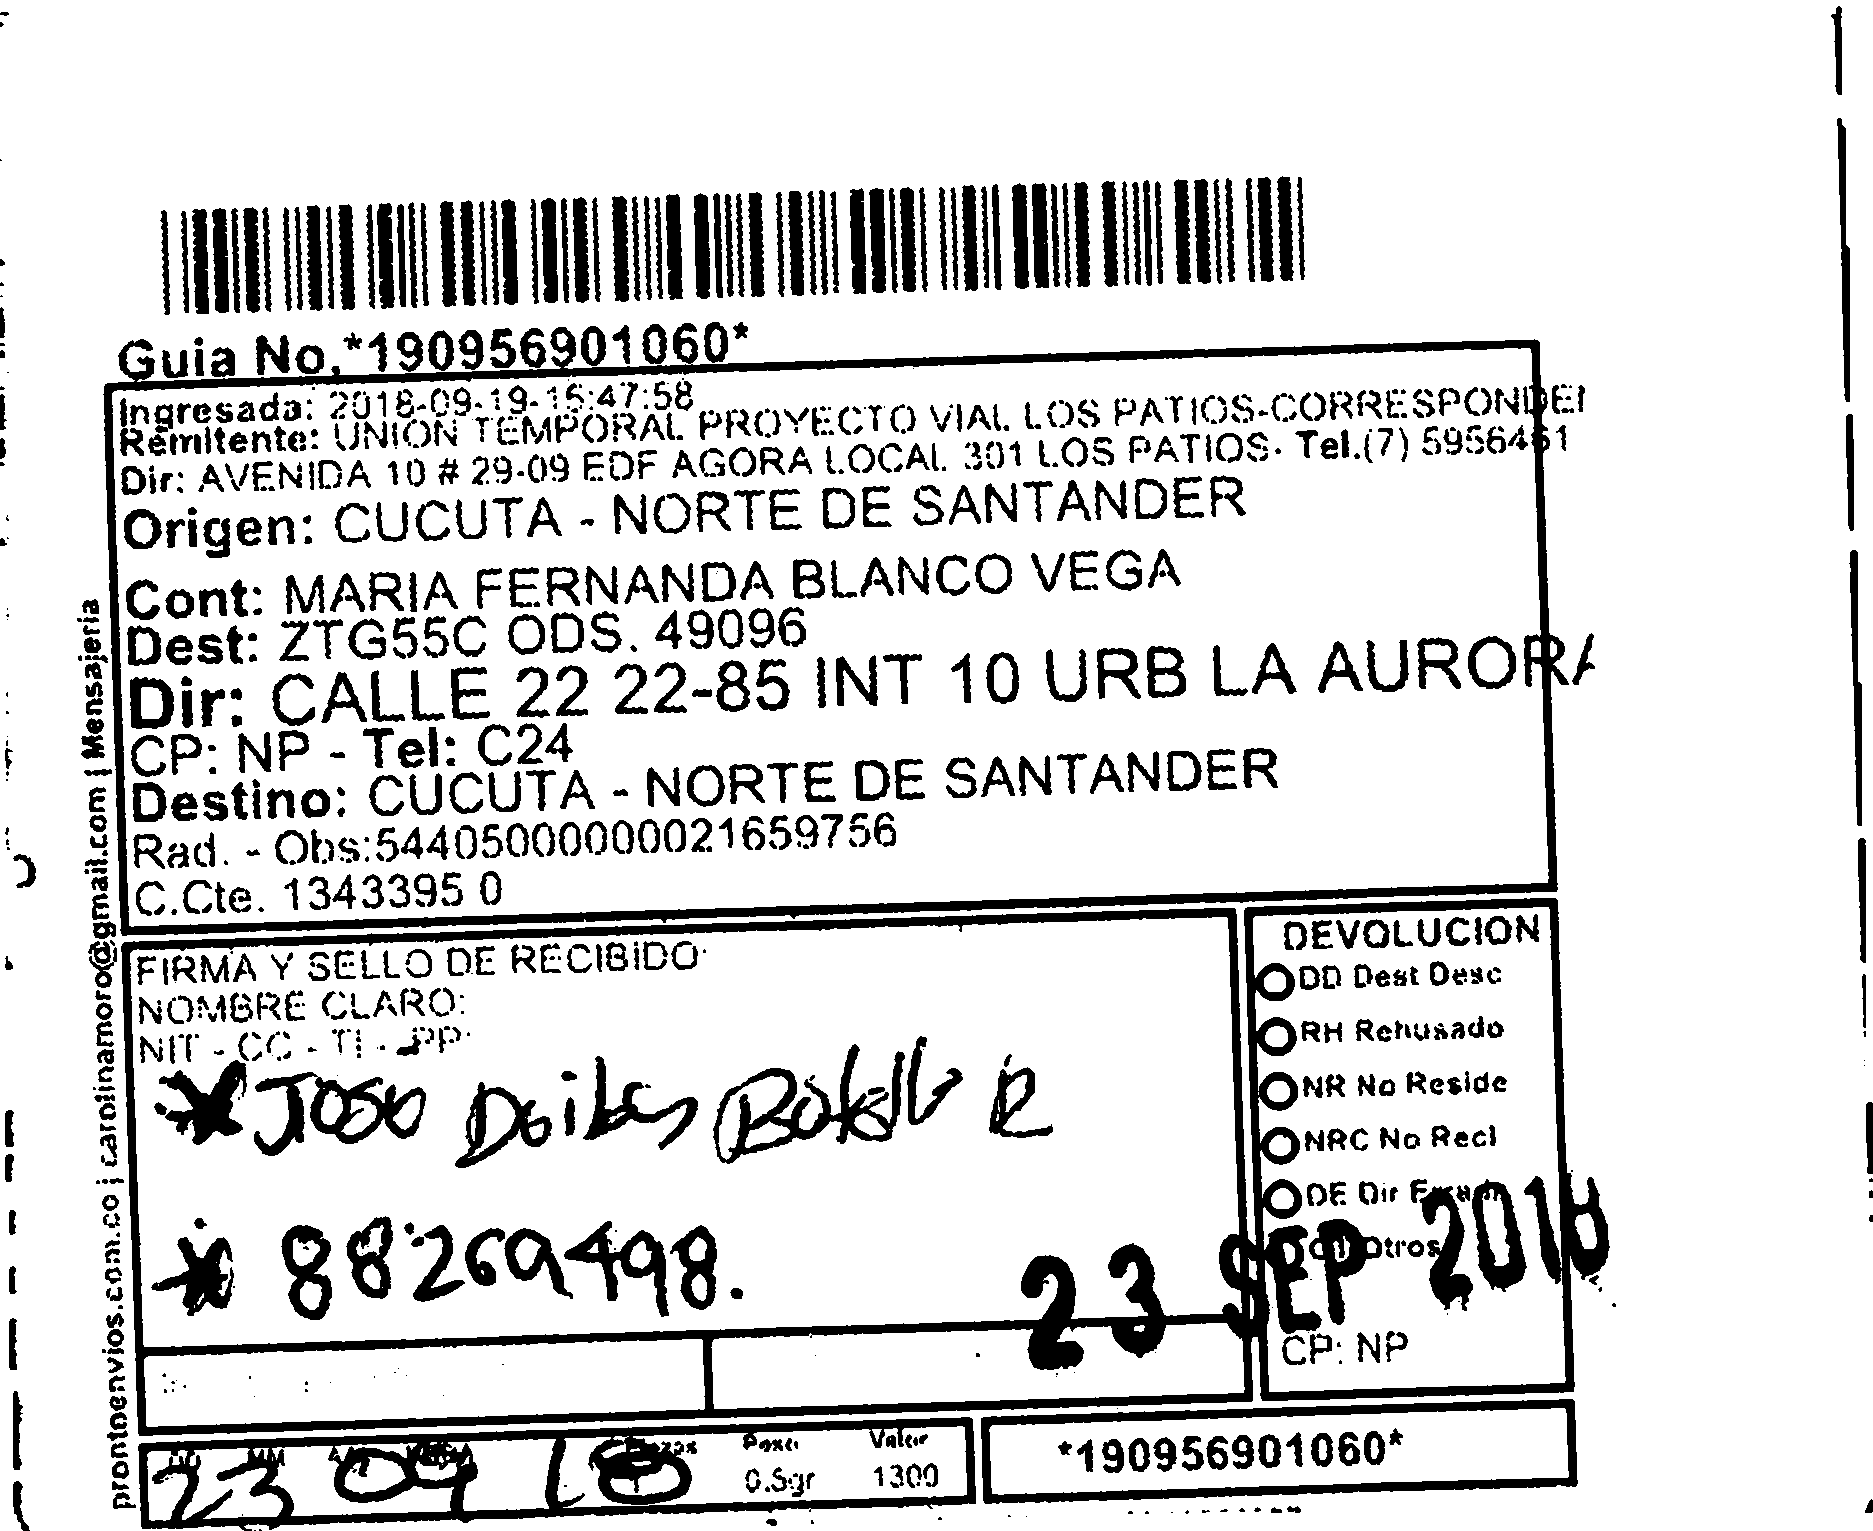 Guia No.*190956901060*
Ingresada: 2018-09-19-15:47:58
Remitente: UNION TEMPORAL PROYECTO VIAL LOS PATIOS-CORRESPONDE
Dir: AVENIDA 10 # 29-09 EDF AGORA LOCAL 301 LOS PATIOS- Tel.(7) 5956461
Origen: CUCUTA - NORTE DE SANTANDER
Cont: MARIA FERNANDA BLANCO VEGA
Dest: ZTG55C ODS. 49096
Dir: CALLE 22 22-85 INT 10 URB LA AURORA
CP: NP - Tel: C24
Destino: CUCUTA - NORTE DE SANTANDER
Rad. - Obs:54405000000021659756
C.Cte. 1343395 0
prontoenvios.com.co | carolinamoro@gmail.com | Mensajeria
FIRMA Y SELLO DE RECIBIDO
NOMBRE CLARO:
NIT - CC - TI - PP
Jose
88269498.
DEVOLUCION
DD Dest Desc
RH Rehusado
NR No Reside
NRC No Recl
DE Dir
Otros
23 SEP 2018
CP: NP
DD MM
23 09 18
Peso Valor
0.5gr 1300
*190956901060*